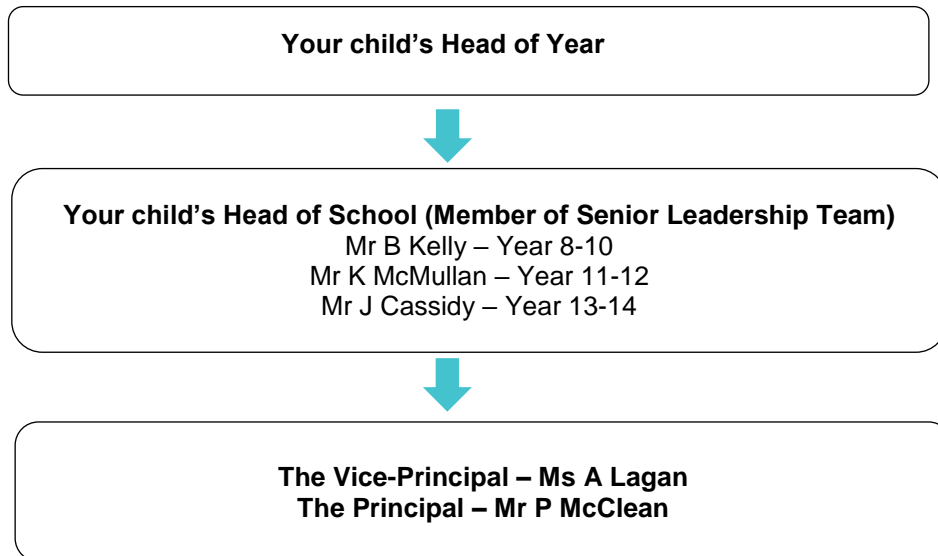 Your child's Head of Year
Your child's Head of School (Member of Senior Leadership Team)
Mr B Kelly – Year 8-10
Mr K McMullan – Year 11-12
Mr J Cassidy – Year 13-14
The Vice-Principal – Ms A Lagan
The Principal – Mr P McClean